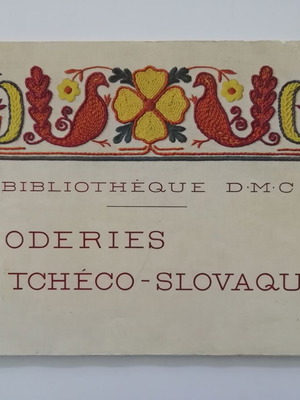 BIBLIOTHÈQUE D·M·C
ODERIES
TCHÉCO-SLOVAQU